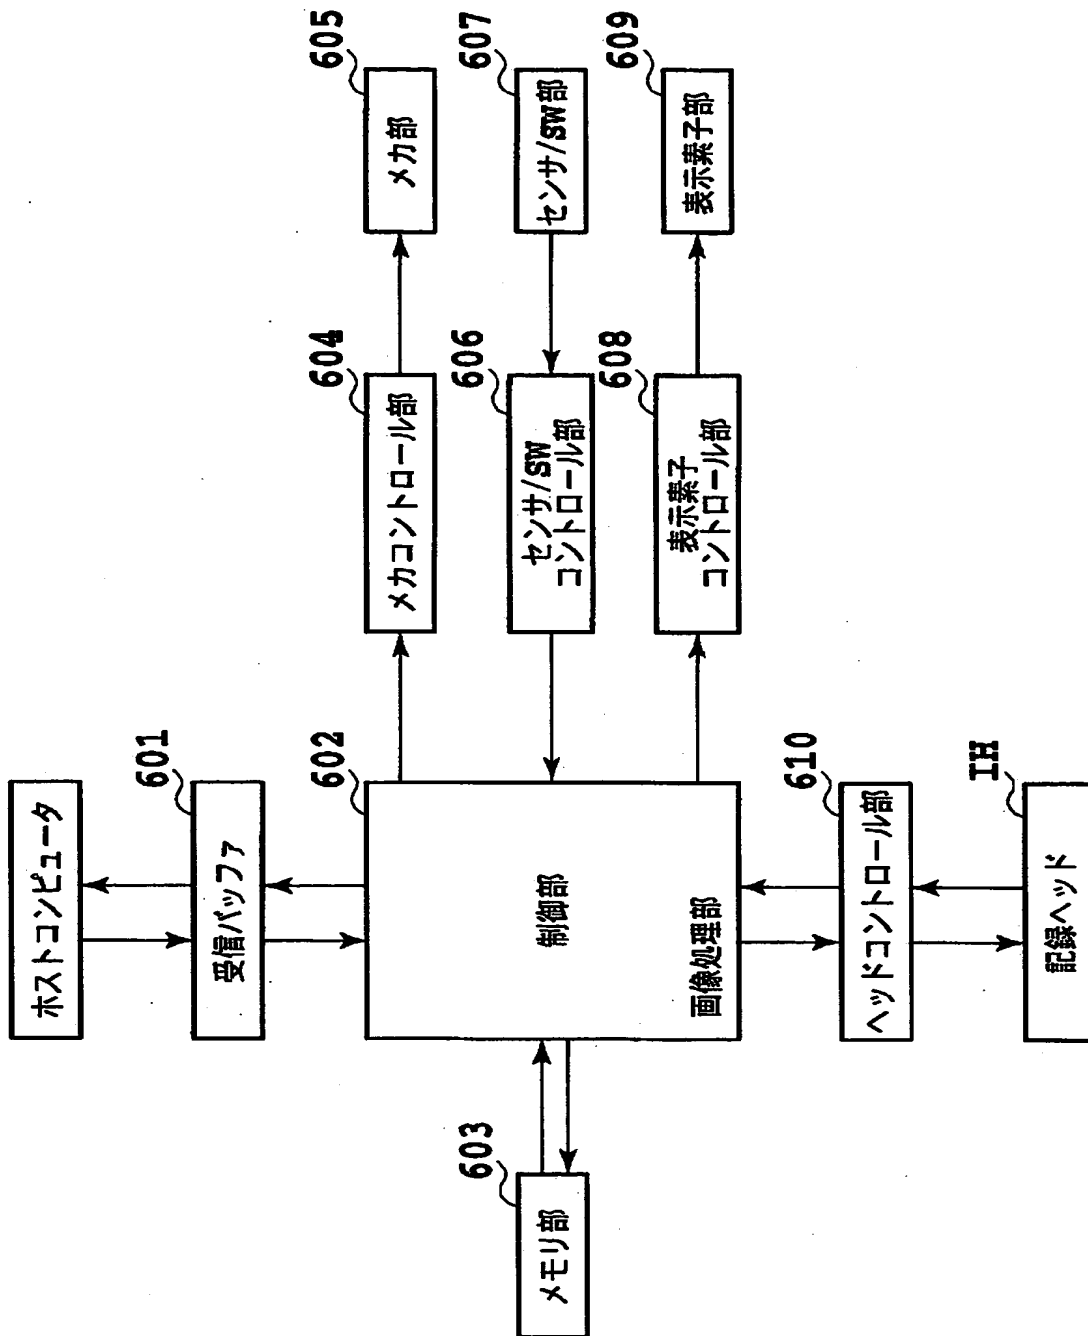 ホストコンピュータ
601
受信バッファ
602
制御部
画像処理部
603
メモリ部
604
メカコントロール部
605
メカ部
606
センサ/SW
コントロール部
607
センサ/SW部
608
表示素子
コントロール部
609
表示素子部
610
ヘッドコントロール部
IH
記録ヘッド